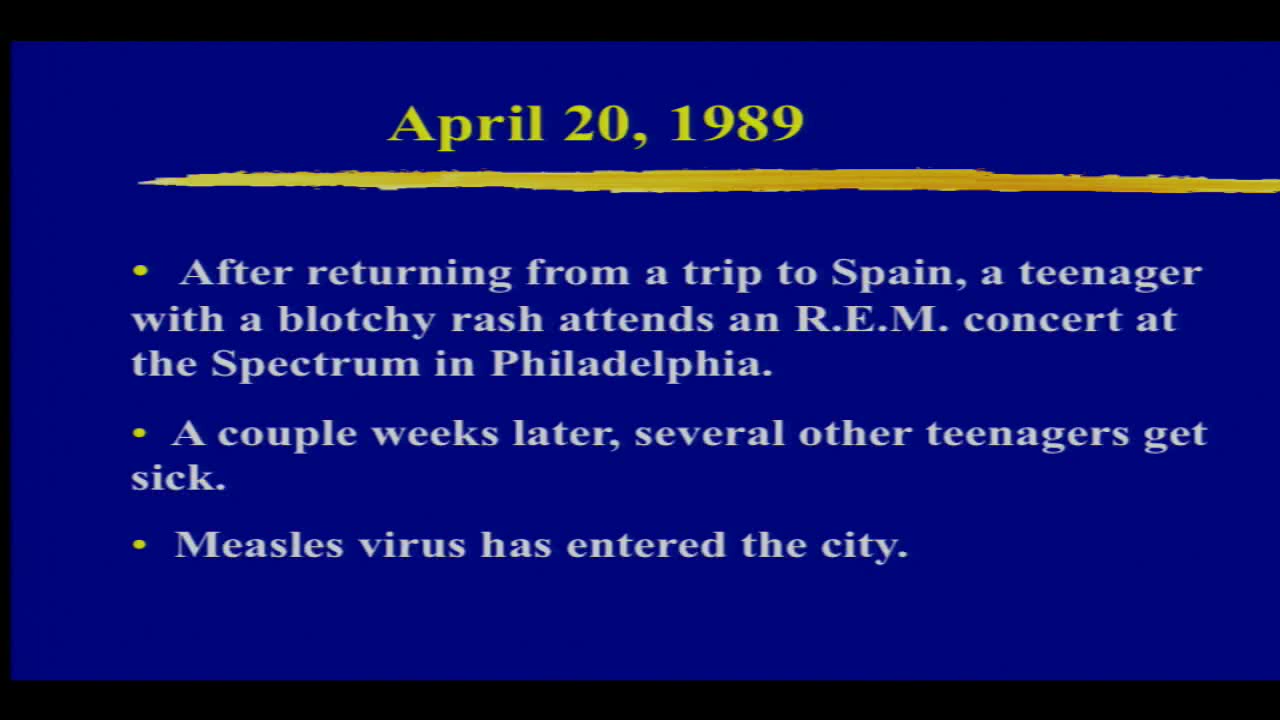 April 20, 1989
• After returning from a trip to Spain, a teenager
with a blotchy rash attends an R.E.M. concert at
the Spectrum in Philadelphia.
• A couple weeks later, several other teenagers get
sick.
• Measles virus has entered the city.